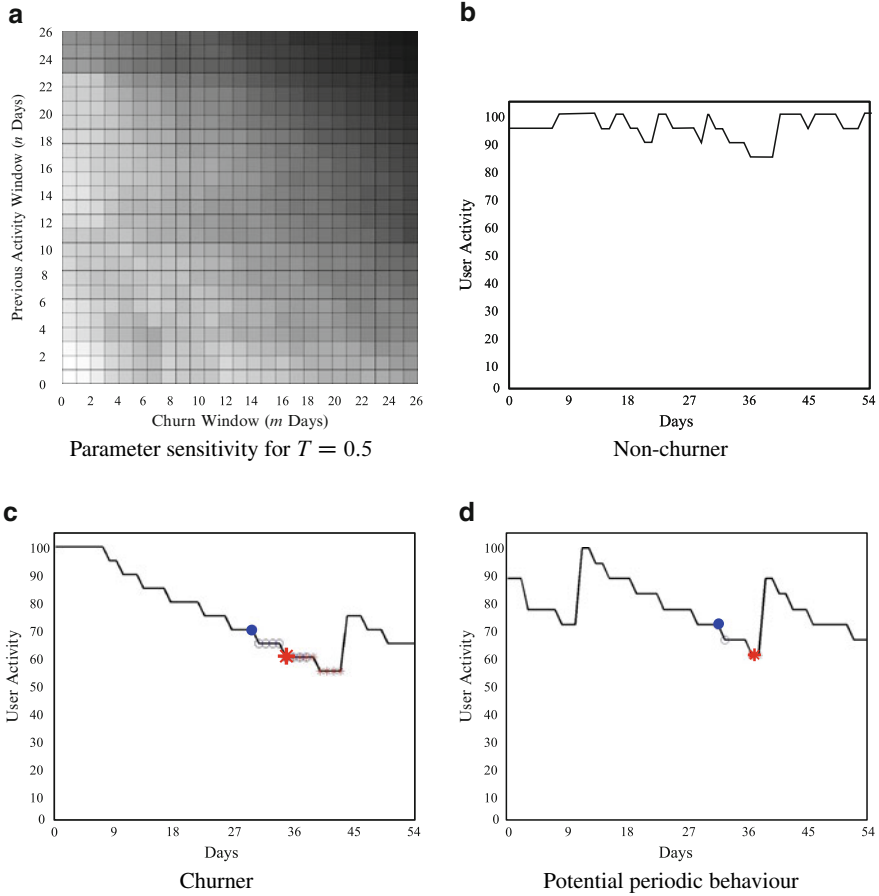 a
26
24
22
20
18
16
14
12
10
8
6
4
2
0
Previous Activity Window (n Days)
0 2 4 6 8 10 12 14 16 18 20 22 24 26
Churn Window (m Days)
Parameter sensitivity for T = 0.5
b
100
90
80
70
60
50
40
30
20
10
0
User Activity
0 9 18 27 36 45 54
Days
Non-churner
c
100
90
80
70
60
50
40
30
20
10
0
User Activity
0 9 18 27 36 45 54
Days
Churner
d
100
90
80
70
60
50
40
30
20
10
0
User Activity
0 9 18 27 36 45 54
Days
Potential periodic behaviour